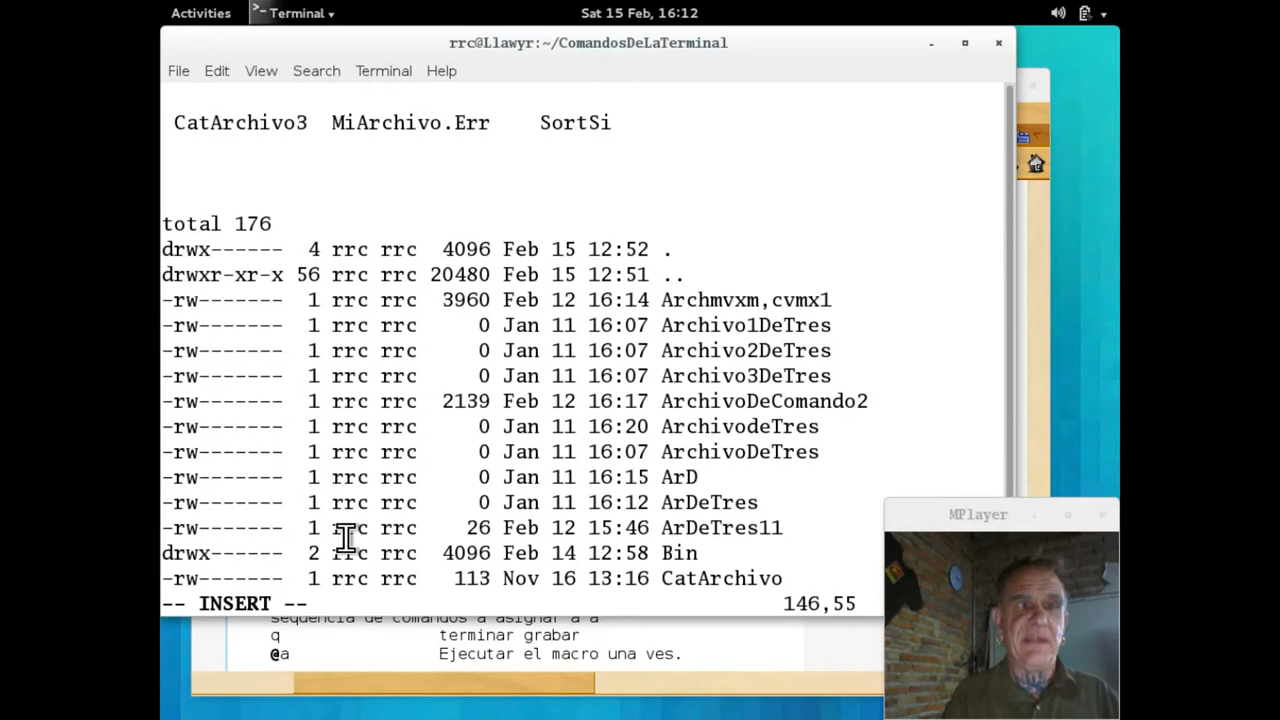 Activities
Terminal
Sat 15 Feb, 16:12
rrc@Llawyr:~/ComandosDeLaTerminal
File Edit View Search Terminal Help
CatArchivo3 MiArchivo.Err SortSi
total 176
drwx------ 4 rrc rrc 4096 Feb 15 12:52 .
drwxr-xr-x 56 rrc rrc 20480 Feb 15 12:51 ..
-rw------- 1 rrc rrc 3960 Feb 12 16:14 Archmvxm,cvmx1
-rw------- 1 rrc rrc 0 Jan 11 16:07 Archivo1DeTres
-rw------- 1 rrc rrc 0 Jan 11 16:07 Archivo2DeTres
-rw------- 1 rrc rrc 0 Jan 11 16:07 Archivo3DeTres
-rw------- 1 rrc rrc 2139 Feb 12 16:17 ArchivoDeComando2
-rw------- 1 rrc rrc 0 Jan 11 16:20 ArchivodeTres
-rw------- 1 rrc rrc 0 Jan 11 16:07 ArchivoDeTres
-rw------- 1 rrc rrc 0 Jan 11 16:15 ArD
-rw------- 1 rrc rrc 0 Jan 11 16:12 ArDeTres
-rw------- 1 rrc rrc 26 Feb 12 15:46 ArDeTres11
drwx------ 2 rrc rrc 4096 Feb 14 12:58 Bin
-rw------- 1 rrc rrc 113 Nov 16 13:16 CatArchivo
-- INSERT -- 146,55
MPlayer
sequencia de comandos a asignar a a
q terminar grabar
@a Ejecutar el macro una ves.